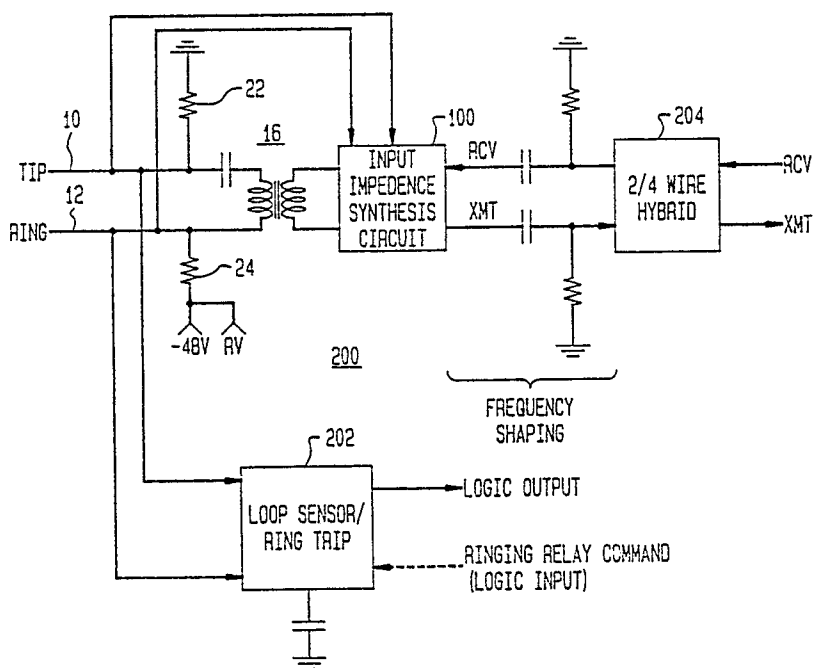 22
10
TIP
12
RING
16
24
-48V RV
100
INPUT
IMPEDENCE
SYNTHESIS
CIRCUIT
RCV
XMT
204
2/4 WIRE
HYBRID
RCV
XMT
200
FREQUENCY
SHAPING
202
LOOP SENSOR/
RING TRIP
LOGIC OUTPUT
RINGING RELAY COMMAND
(LOGIC INPUT)